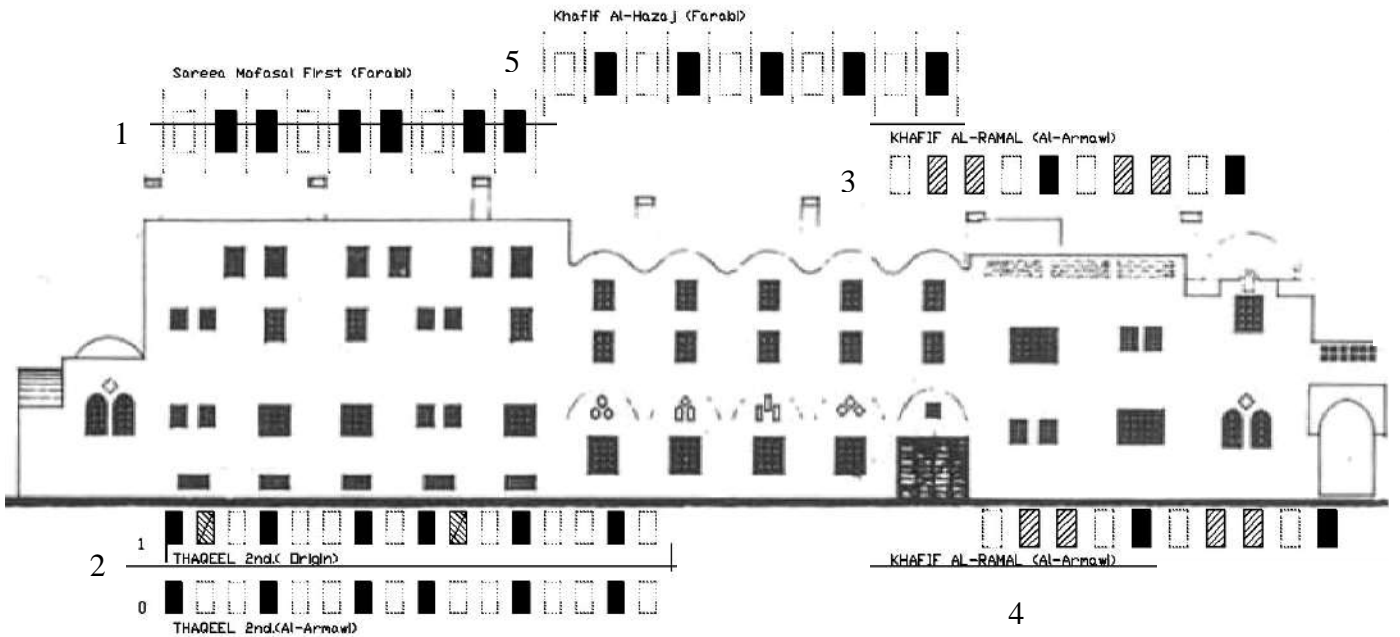 Khafif Al-Hazaj (Farabi)
5
Sareea Mofasal First (Farabi)
1
KHAFIF AL-RAMAL (Al-Armawi)
3
1
THAQEEL 2nd.( Origin)
2
KHAFIF AL-RAMAL (Al-Armawi)
0
4
THAQEEL 2nd.(Al-Armawi)